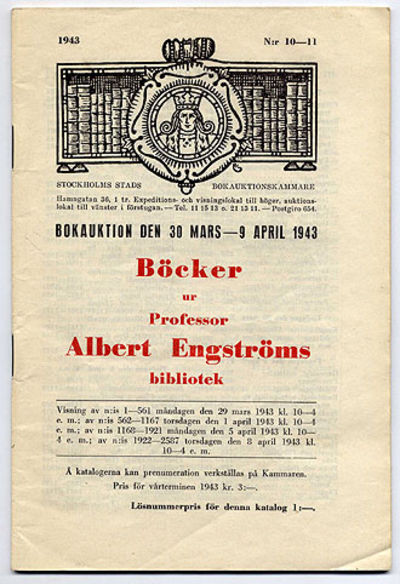 1943 N:r 10—11
STOCKHOLMS STADS BOKAUKTIONSKAMMARE
Hamngatan 36, 1 tr. Expeditions- och visningslokal till höger, auktions-
lokal till vänster i förstugan. — Tel. 11 15 13 o. 21 13 11. — Postgiro 654.
BOKAUKTION DEN 30 MARS—9 APRIL 1943
Böcker
ur
Professor
Albert Engströms
bibliotek
Visning av n:is 1—561 måndagen den 29 mars 1943 kl. 10—4
e. m.; av n:is 562—1167 torsdagen den 1 april 1943 kl. 10—4
e. m.; av n:is 1168—1921 måndagen den 5 april 1943 kl. 10—
4 e. m.; av n:is 1922—2587 torsdagen den 8 april 1943 kl.
10—4 e. m.
Å katalogerna kan prenumeration verkställas på Kammaren.
Pris för vårterminen 1943 kr. 3:—.
Lösnummerpris för denna katalog 1:—.